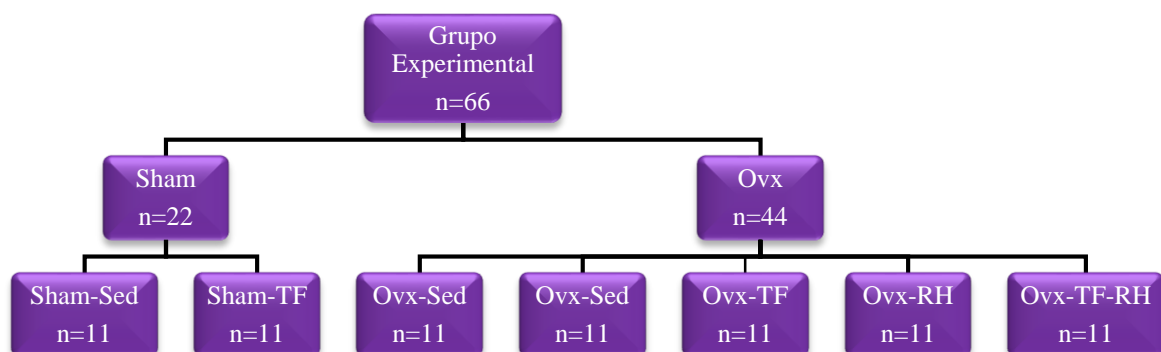 Grupo
Experimental
n=66
Sham
n=22
Ovx
n=44
Sham-Sed
n=11
Sham-TF
n=11
Ovx-Sed
n=11
Ovx-Sed
n=11
Ovx-TF
n=11
Ovx-RH
n=11
Ovx-TF-RH
n=11